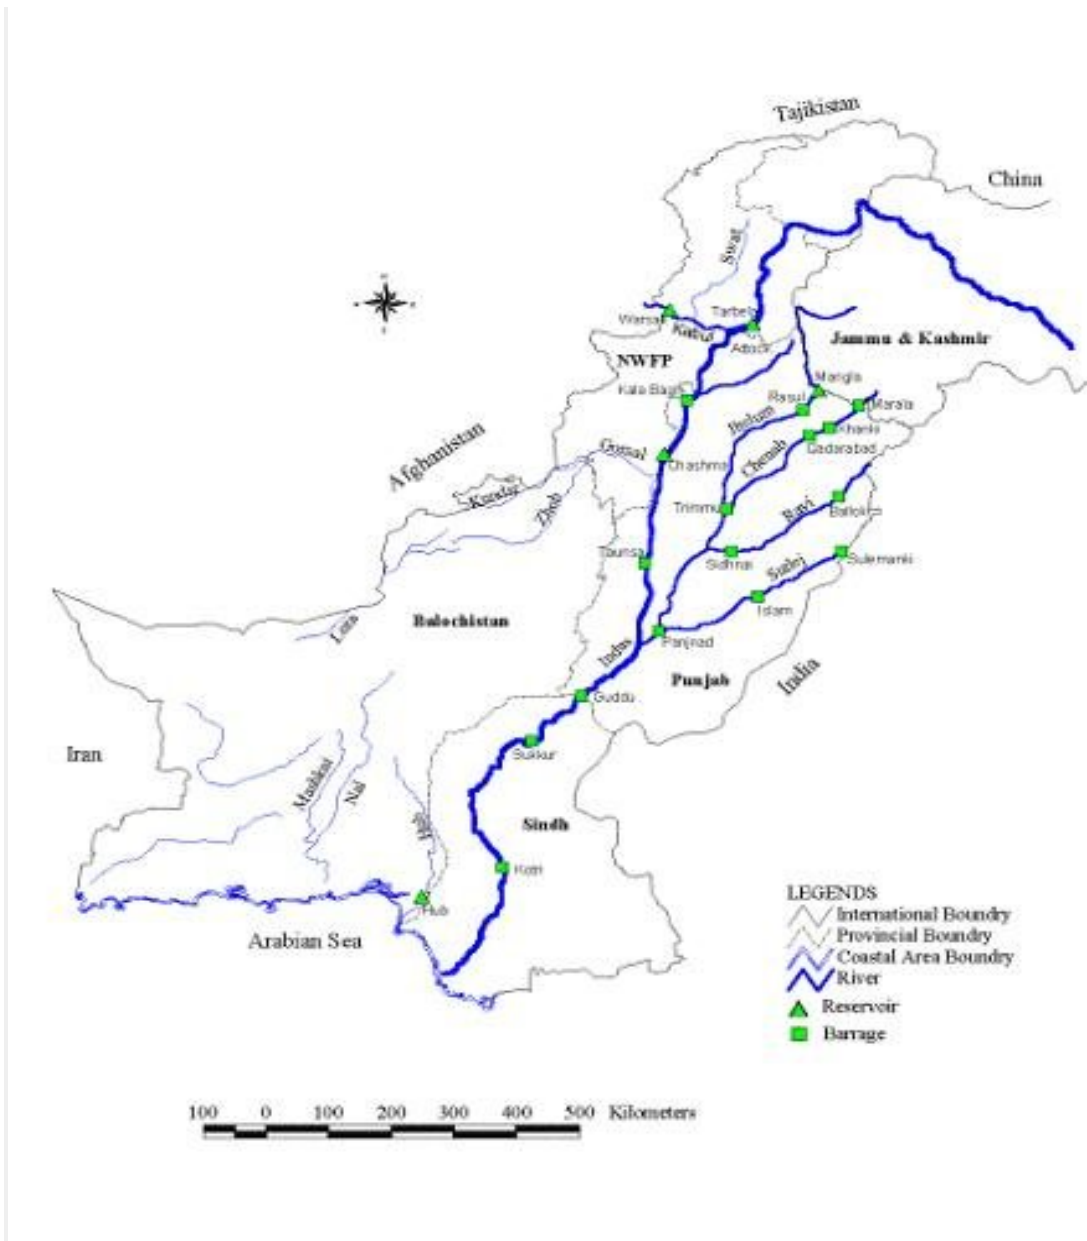 Tajikistan
China
Swat
Warsak
Kabul
Tarbela
Attock
Jammu & Kashmir
NWFP
Kala Bagh
Mangla
Rasul
Marala
Jhelum
Khanki
Chenab
Qadarabad
Afghanistan
Gomal
Chashma
Kundar
Zhob
Trimmu
Ravi
Balloki
Taunsa
Sidhnai
Sutlej
Sulemanki
Islam
Lora
Balochistan
Indus
Panjnad
Punjab
India
Guddu
Iran
Sukkur
Mashkai
Nal
Hub
Sindh
Kotri
Hub
Arabian Sea
LEGENDS
International Boundry
Provincial Boundry
Coastal Area Boundry
River
Reservoir
Barrage
100 0 100 200 300 400 500 Kilometers